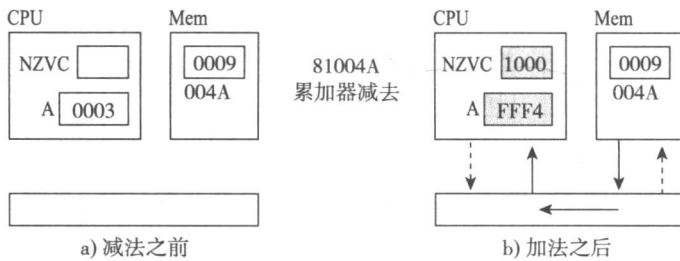 CPU Mem CPU Mem
NZVC 0009 81004A NZVC 1000 0009
004A 累加器减去 004A
A 0003 A FFF4
a) 减法之前 b) 加法之后